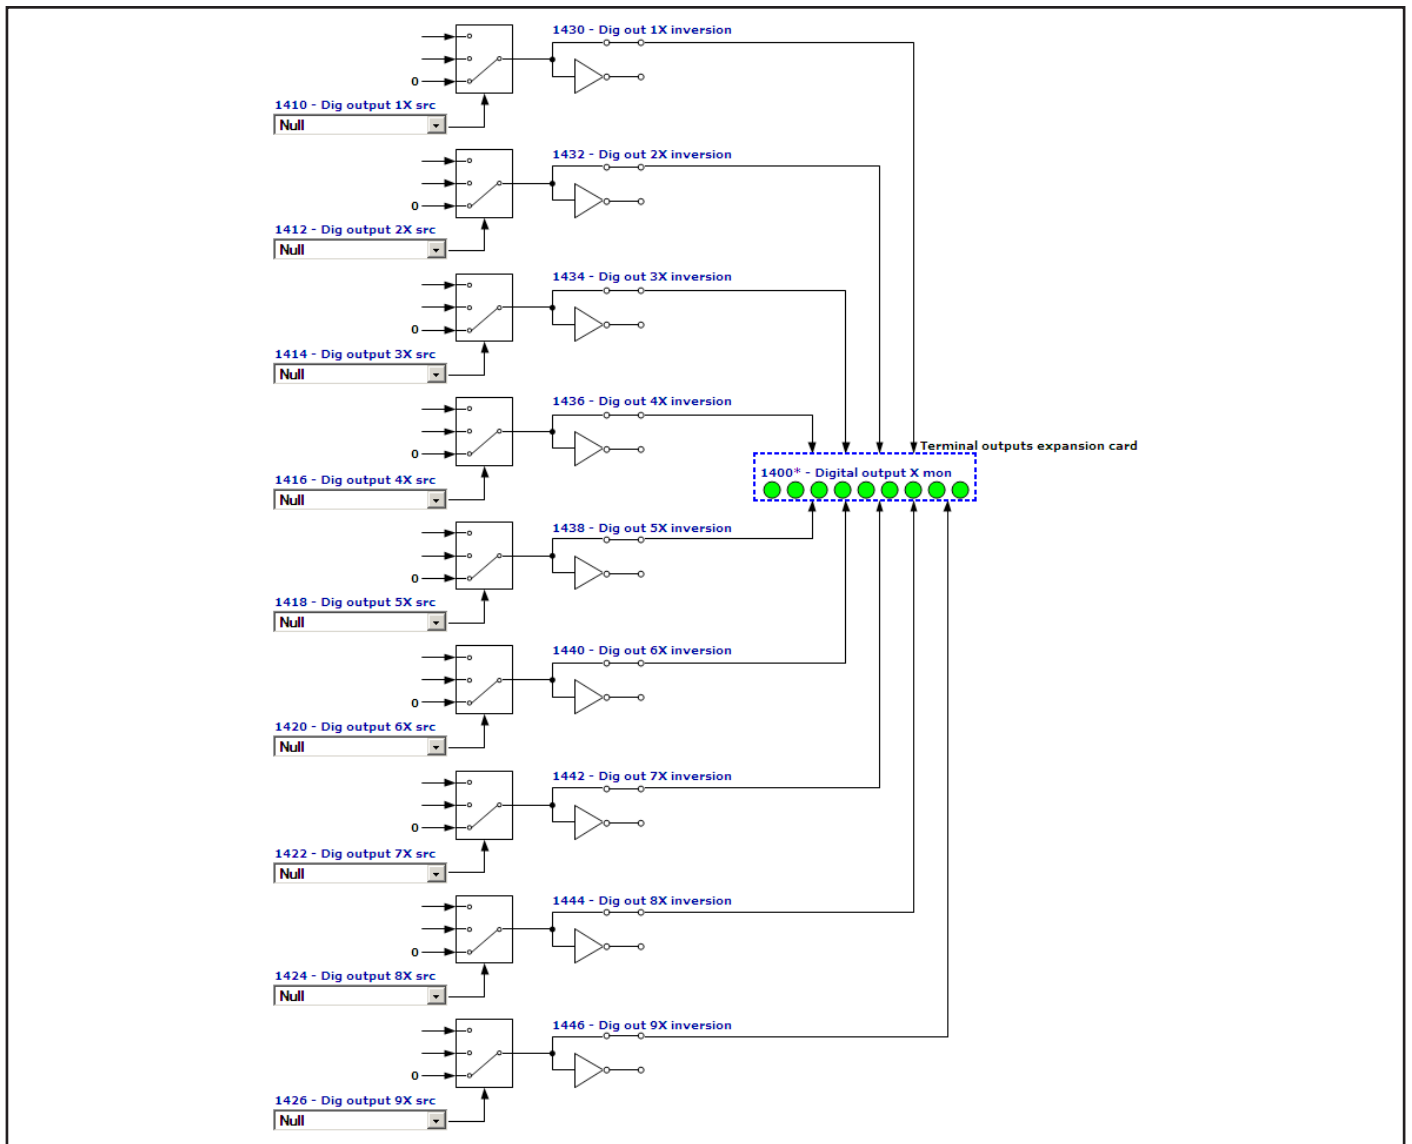 1430 - Dig out 1X inversion
0
1410 - Dig output 1X src
Null
1432 - Dig out 2X inversion
0
1412 - Dig output 2X src
Null
1434 - Dig out 3X inversion
0
1414 - Dig output 3X src
Null
1436 - Dig out 4X inversion
Terminal outputs expansion card
0
1400* - Digital output X mon
1416 - Dig output 4X src
Null
1438 - Dig out 5X inversion
0
1418 - Dig output 5X src
Null
1440 - Dig out 6X inversion
0
1420 - Dig output 6X src
Null
1442 - Dig out 7X inversion
0
1422 - Dig output 7X src
Null
1444 - Dig out 8X inversion
0
1424 - Dig output 8X src
Null
1446 - Dig out 9X inversion
0
1426 - Dig output 9X src
Null